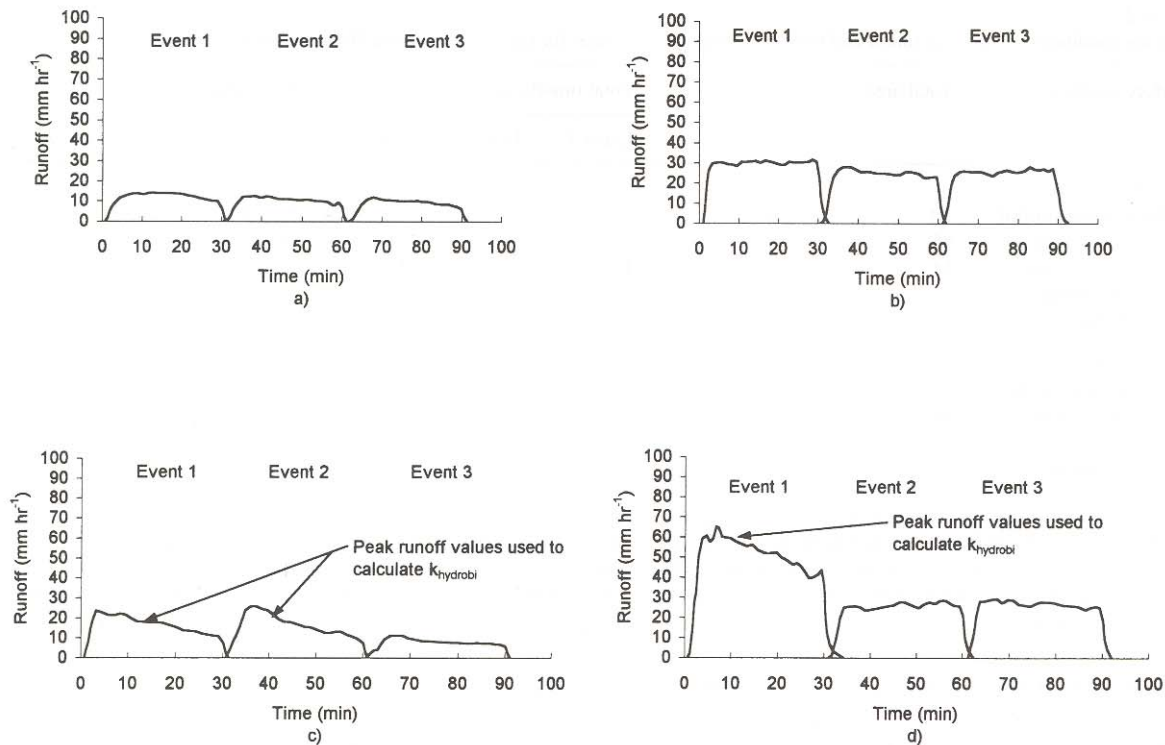 100
90
80
70
60
50
40
30
20
10
0
Runoff (mm hr-1)
Event 1 Event 2 Event 3
0 10 20 30 40 50 60 70 80 90 100
Time (min)
a)
100
90
80
70
60
50
40
30
20
10
0
Runoff (mm hr-1)
Event 1 Event 2 Event 3
0 10 20 30 40 50 60 70 80 90 100
Time (min)
b)
100
90
80
70
60
50
40
30
20
10
0
Runoff (mm hr-1)
Event 1 Event 2 Event 3
Peak runoff values used to
calculate khydrobi
0 10 20 30 40 50 60 70 80 90 100
Time (min)
c)
100
90
80
70
60
50
40
30
20
10
0
Runoff (mm hr-1)
Event 1 Event 2 Event 3
Peak runoff values used to
calculate khydrobi
0 10 20 30 40 50 60 70 80 90 100
Time (min)
d)